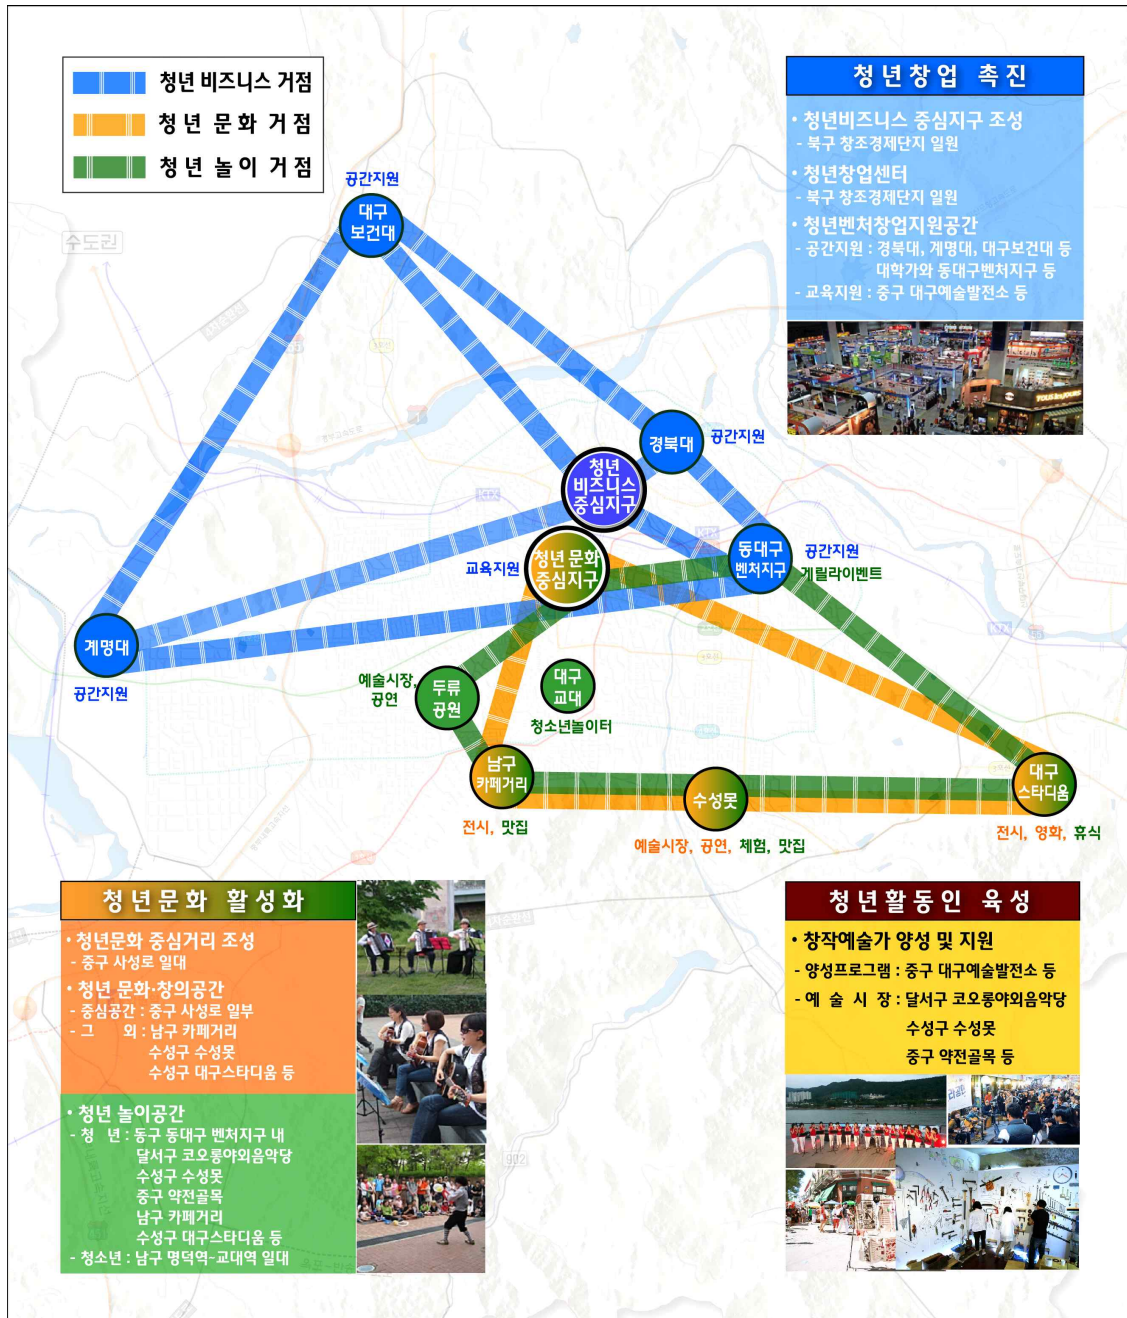 청년 비즈니스 거점
청년 문화 거점
청년 놀이 거점
청년창업 촉진
• 청년비즈니스 중심지구 조성
- 북구 창조경제단지 일원
• 청년창업센터
- 북구 창조경제단지 일원
• 청년벤처창업지원공간
- 공간지원 : 경북대, 계명대, 대구보건대 등
대학가와 동대구벤처지구 등
- 교육지원 : 중구 대구예술발전소 등
TOUS les JOURS
수도권
공간지원
대구
보건대
경북대
공간지원
청년
비즈니스
중심지구
KTX
청년 문화
중심지구
교육지원
동대구
벤처지구
공간지원
게릴라이벤트
KTX
KTX
계명대
공간지원
예술시장,
공연
두류
공원
대구
교대
청소년놀이터
남구
카페거리
전시, 맛집
수성못
예술시장, 공연, 체험, 맛집
대구
스타디움
전시, 영화, 휴식
청년문화 활성화
• 청년문화 중심거리 조성
- 중구 사성로 일대
• 청년 문화·창의공간
- 중심공간 : 중구 사성로 일부
- 그 외 : 남구 카페거리
수성구 수성못
수성구 대구스타디움 등
• 청년 놀이공간
- 청 년 : 동구 동대구 벤처지구 내
달서구 코오롱야외음악당
수성구 수성못
중구 약전골목
남구 카페거리
수성구 대구스타디움 등
- 청소년 : 남구 명덕역~교대역 일대
청년활동인 육성
• 창작예술가 양성 및 지원
- 양성프로그램 : 중구 대구예술발전소 등
- 예 술 시 장 : 달서구 코오롱야외음악당
수성구 수성못
중구 약전골목 등